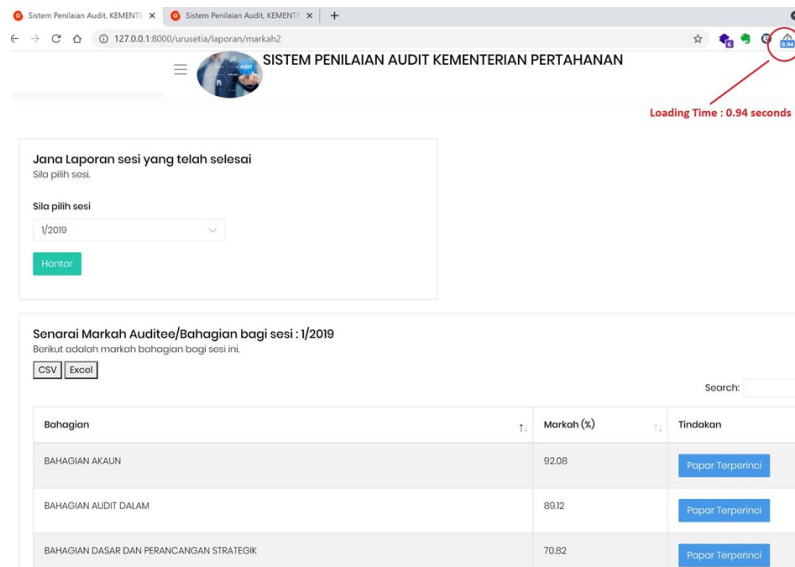 Sistem Penilaian Audit, KEMENTE
Sistem Penilaian Audit, KEMENTE
127.0.0.1:8000/urusetia/laporan/markah2
6
0.94
AUDIT
SISTEM PENILAIAN AUDIT KEMENTERIAN PERTAHANAN
Loading Time : 0.94 seconds
Jana Laporan sesi yang telah selesai
Sila pilih sesi.
Sila pilih sesi
1/2019
Hantar
Senarai Markah Auditee/Bahagian bagi sesi : 1/2019
Berikut adalah markah bahagian bagi sesi ini.
CSV Excel
Search:
Bahagian Markah (%) Tindakan
BAHAGIAN AKAUN 92.08 Papar Terperinci
BAHAGIAN AUDIT DALAM 89.12 Papar Terperinci
BAHAGIAN DASAR DAN PERANCANGAN STRATEGIK 70.82 Papar Terperinci